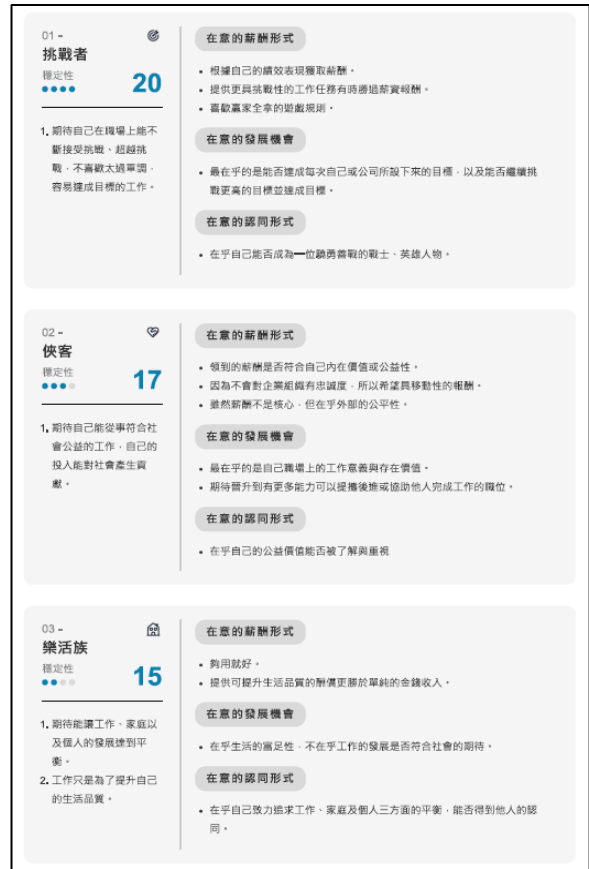 01 –
挑戰者
穩定性
20
1. 期待自己在職場上能不
斷接受挑戰、超越挑
戰,不喜歡太過單調,
容易達成目標的工作。
在意的薪酬形式
• 根據自己的績效表現獲取薪酬。
• 提供更具挑戰性的工作任務有時勝過薪資報酬。
• 喜歡贏家全拿的遊戲規則。
在意的發展機會
• 最在乎的是能否達成每次自己或公司所設下來的目標,以及能否繼續挑
戰更高的目標並達成目標。
在意的認同形式
• 在乎自己能否成為一位驍勇善戰的戰士、英雄人物。
02 –
俠客
穩定性
17
1. 期待自己能從事符合社
會公益的工作,自己的
投入能對社會產生貢
獻。
在意的薪酬形式
• 領到的薪酬是否符合自己內在價值或公益性。
• 因為不會對企業組織有忠誠度,所以希望具移動性的報酬。
• 雖然薪酬不是核心,但在乎外部的公平性。
在意的發展機會
• 最在乎的是自己職場上的工作意義與存在價值。
• 期待晉升到有更多能力可以提攜後進或協助他人完成工作的職位。
在意的認同形式
• 在乎自己的公益價值能否被了解與重視
03 –
樂活族
穩定性
15
1. 期待能讓工作、家庭以
及個人的發展達到平
衡。
2. 工作只是為了提升自己
的生活品質。
在意的薪酬形式
• 夠用就好。
• 提供可提升生活品質的酬償更勝於單純的金錢收入。
在意的發展機會
• 在乎生活的富足性,不在乎工作的發展是否符合社會的期待。
在意的認同形式
• 在乎自己致力追求工作、家庭及個人三方面的平衡,能否得到他人的認
同。